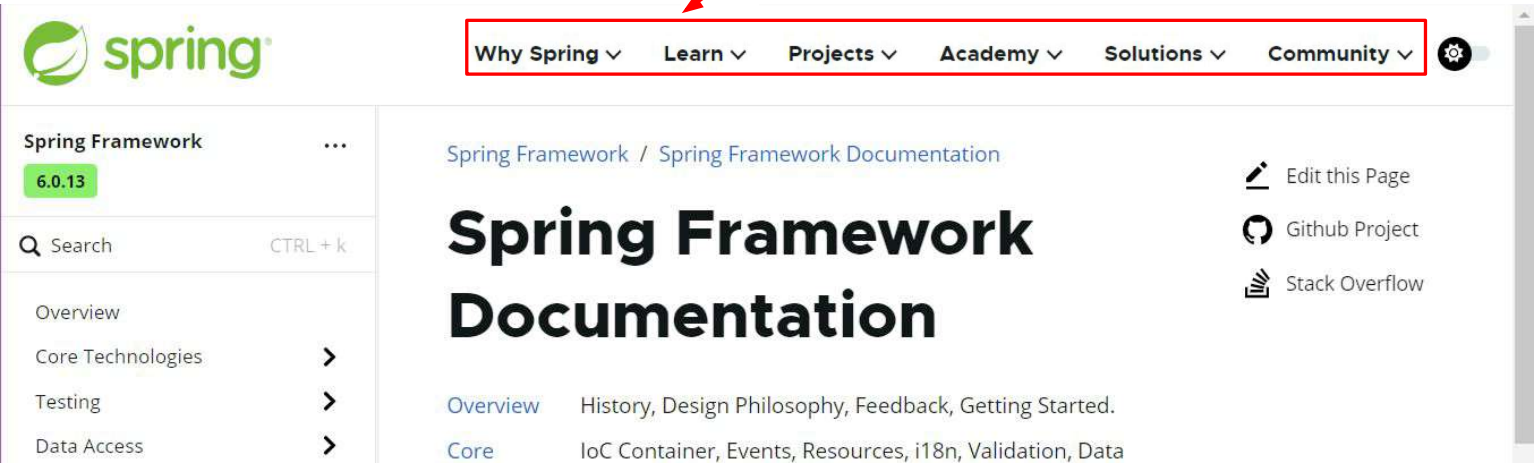 spring
Why Spring Learn Projects Academy Solutions Community
Spring Framework ...
6.0.13
Search CTRL + k
Overview
Core Technologies
Testing
Data Access
Spring Framework / Spring Framework Documentation
Spring Framework
Documentation
Overview History, Design Philosophy, Feedback, Getting Started.
Core IoC Container, Events, Resources, i18n, Validation, Data
Edit this Page
Github Project
Stack Overflow